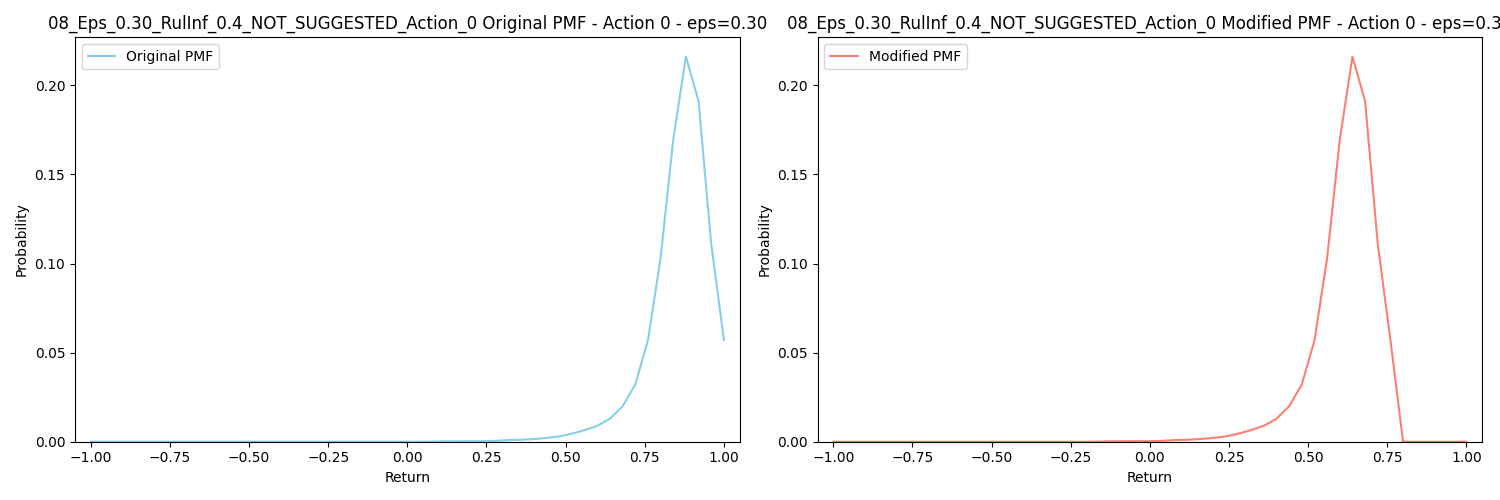 08_Eps_0.30_RulInf_0.4_NOT_SUGGESTED_Action_0 Original PMF - Action 0 - eps=0.30
Original PMF
0.20
0.15
0.10
0.05
0.00
Probability
−1.00 −0.75 −0.50 −0.25 0.00 0.25 0.50 0.75 1.00
Return
08_Eps_0.30_RulInf_0.4_NOT_SUGGESTED_Action_0 Modified PMF - Action 0 - eps=0.3
Modified PMF
0.20
0.15
0.10
0.05
0.00
Probability
−1.00 −0.75 −0.50 −0.25 0.00 0.25 0.50 0.75 1.00
Return